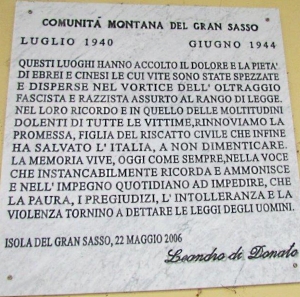 COMUNITÁ MONTANA DEL GRAN SASSO
LUGLIO 1940 GIUGNO 1944
QUESTI LUOGHI HANNO ACCOLTO IL DOLORE E LA PIETA'
DI EBREI E CINESI LE CUI VITE SONO STATE SPEZZATE
E DISPERSE NEL VORTICE DELL' OLTRAGGIO
FASCISTA E RAZZISTA ASSURTO AL RANGO DI LEGGE.
NEL LORO RICORDO E IN QUELLO DELLE MOLTITUDINI
DOLENTI DI TUTTE LE VITTIME, RINNOVIAMO LA
PROMESSA, FIGLIA DEL RISCATTO CIVILE CHE INFINE
HA SALVATO L' ITALIA, A NON DIMENTICARE.
LA MEMORIA VIVE, OGGI COME SEMPRE, NELLA VOCE
CHE INSTANCABILMENTE RICORDA E AMMONISCE
E NELL' IMPEGNO QUOTIDIANO AD IMPEDIRE, CHE
LA PAURA, I PREGIUDIZI, L' INTOLLERANZA E LA
VIOLENZA TORNINO A DETTARE LE LEGGI DEGLI UOMINI.
ISOLA DEL GRAN SASSO, 22 MAGGIO 2006
Leandro di Donato